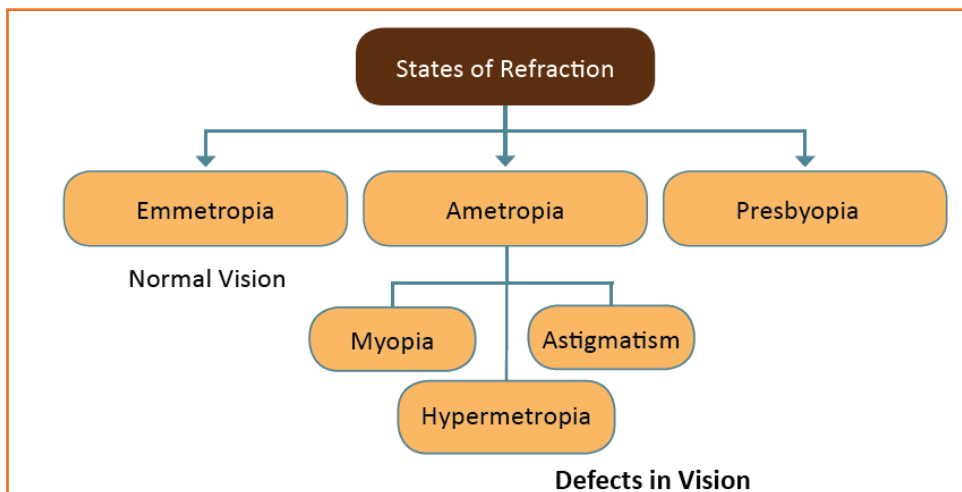 States of Refraction
Emmetropia
Ametropia
Presbyopia
Normal Vision
Myopia
Astigmatism
Hypermetropia
Defects in Vision